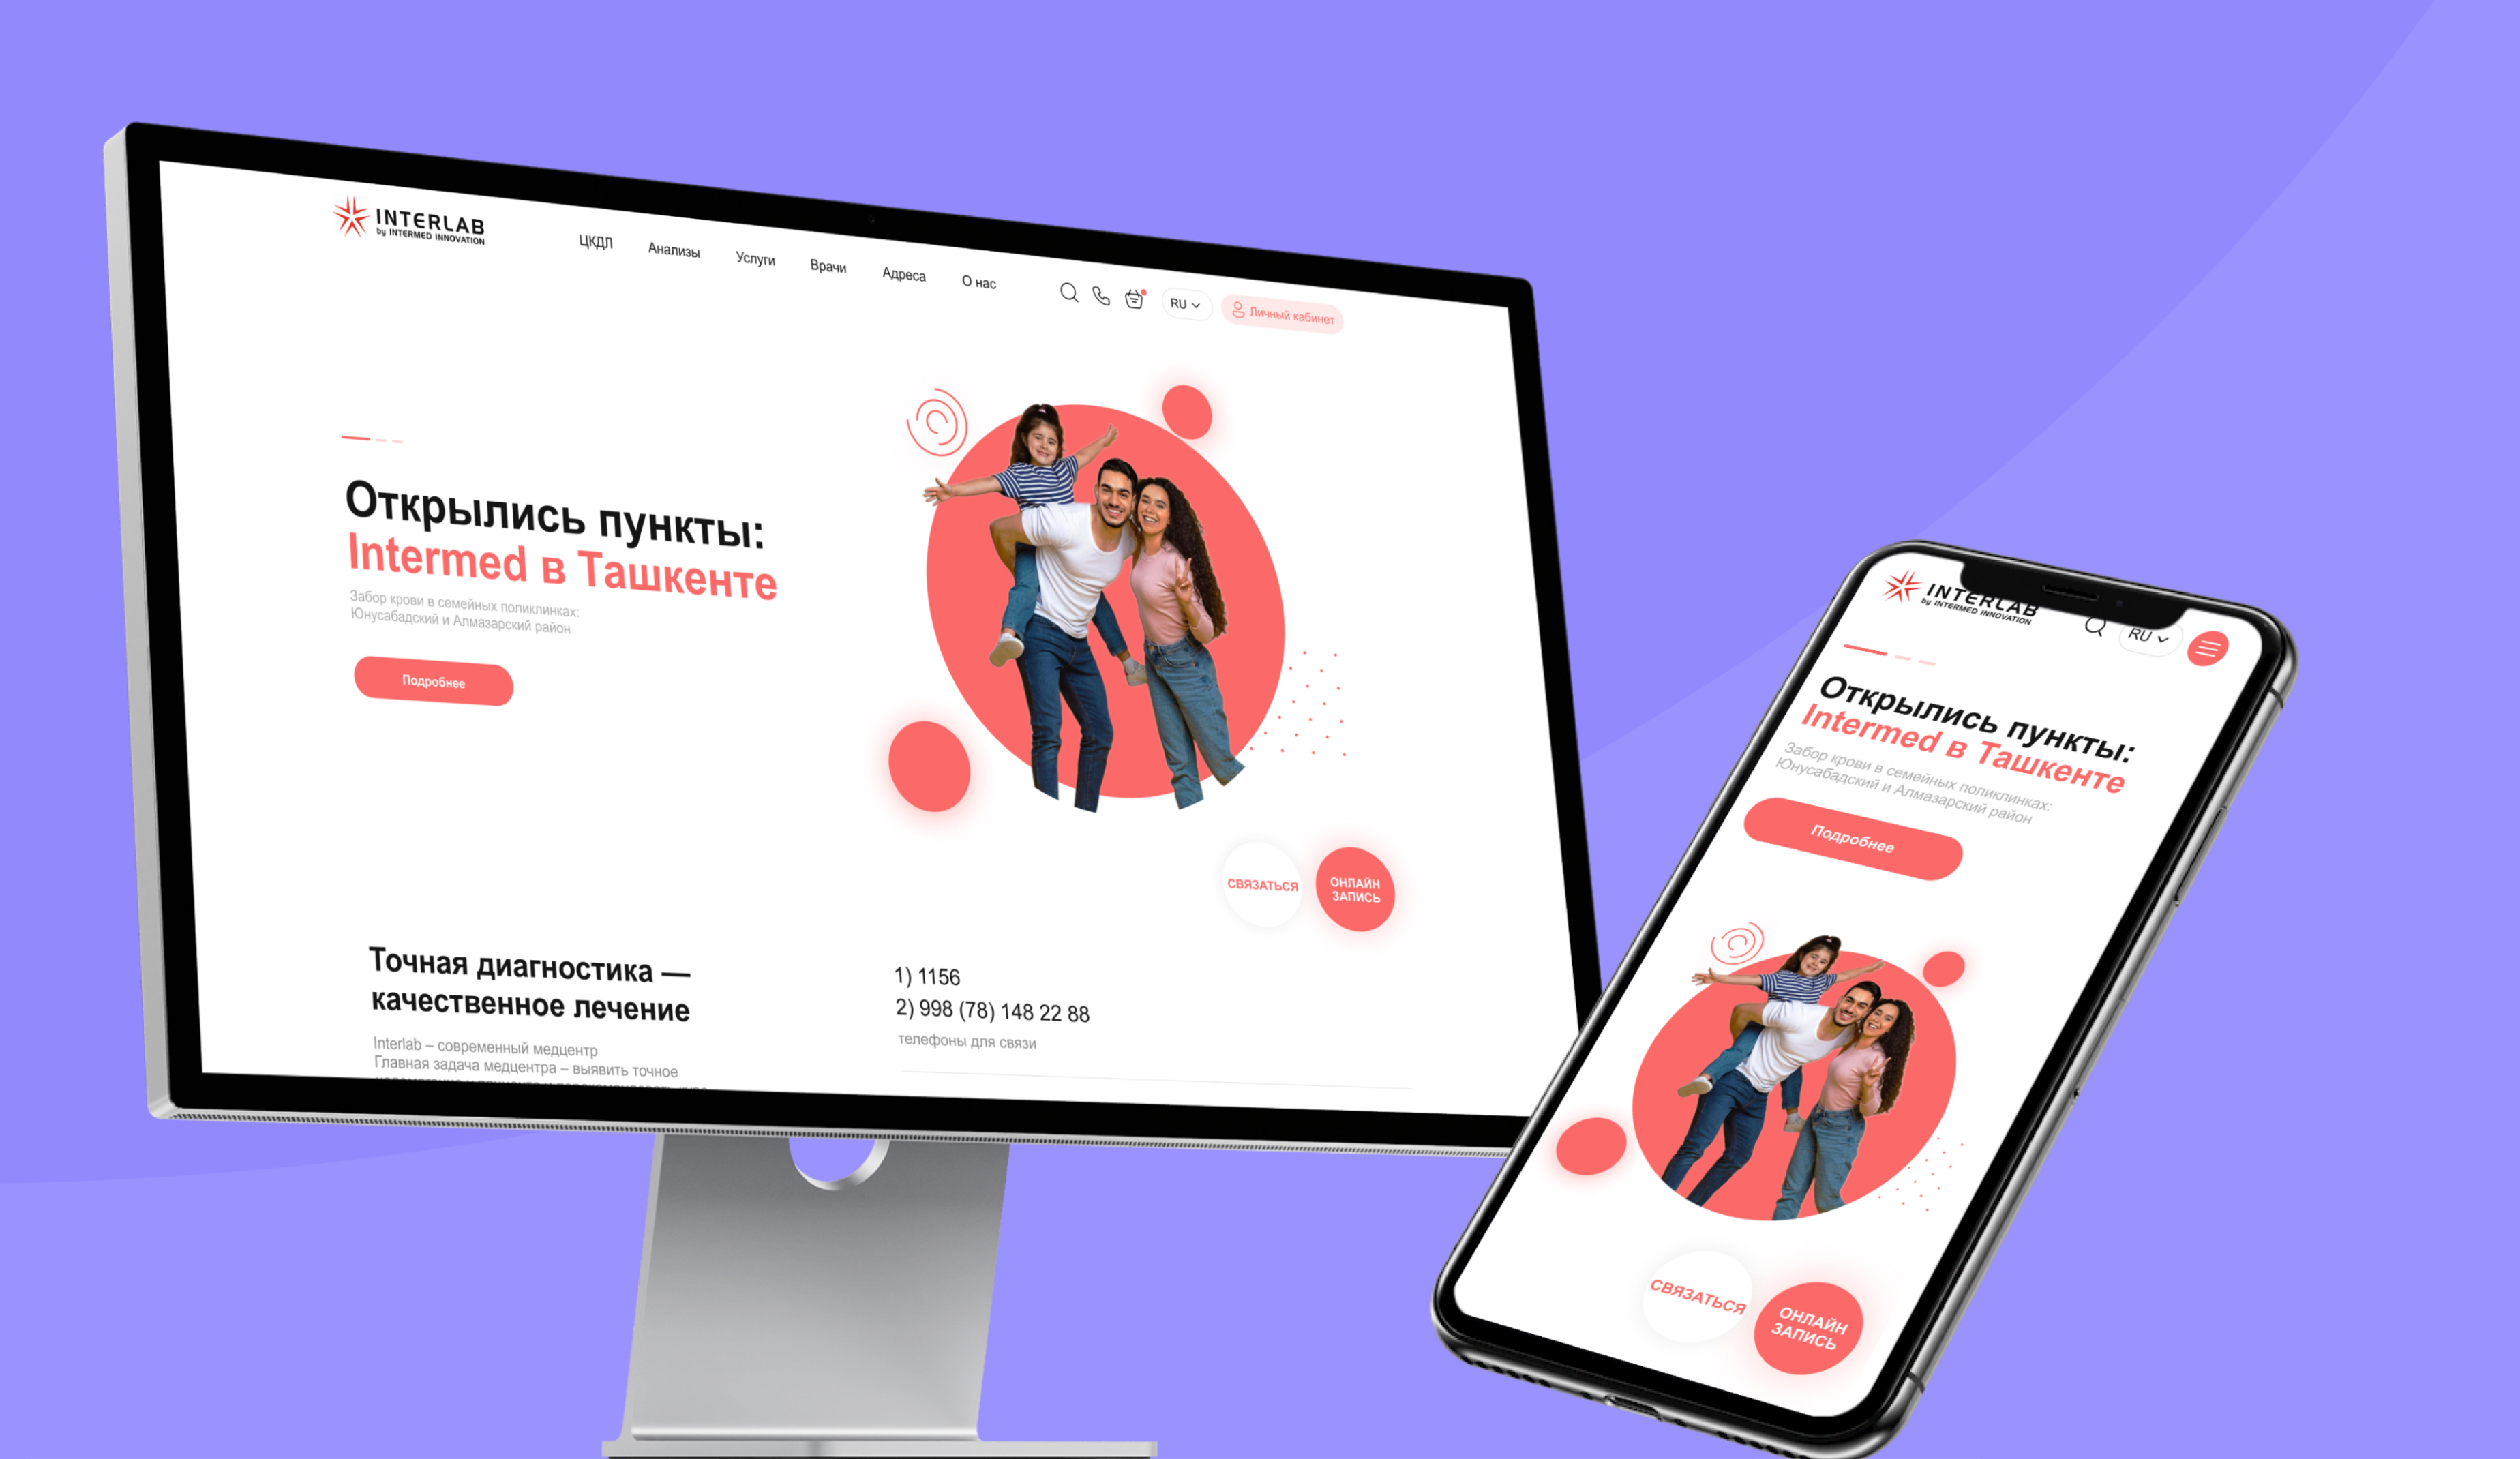 INTERLAB
by INTERMED INNOVATION
ЦКДЛ
Анализы
Услуги
Врачи
Адреса
О нас
RU
Личный кабинет
Открылись пункты:
Intermed в Ташкенте
Забор крови в семейных поликлинках:
Юнусабадский и Алмазарский район
Подробнее
СВЯЗАТЬСЯ
ОНЛАЙН
ЗАПИСЬ
Точная диагностика —
качественное лечение
Interlab – современный медцентр
Главная задача медцентра – выявить точное
1) 1156
2) 998 (78) 148 22 88
телефоны для связи
INTERLAB
by INTERMED INNOVATION
RU
Открылись пункты:
Intermed в Ташкенте
Забор крови в семейных поликлинках:
Юнусабадский и Алмазарский район
Подробнее
СВЯЗАТЬСЯ
ОНЛАЙН
ЗАПИСЬ